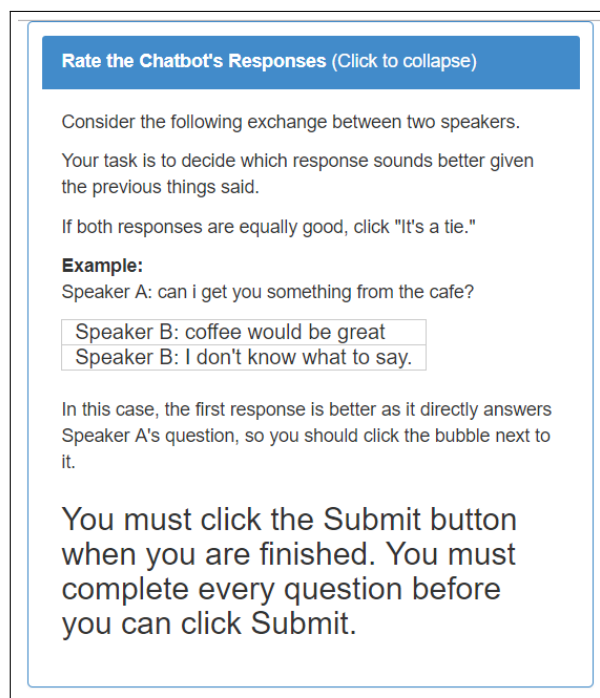 Rate the Chatbot's Responses (Click to collapse)
Consider the following exchange between two speakers.
Your task is to decide which response sounds better given
the previous things said.
If both responses are equally good, click "It's a tie."
Example:
Speaker A: can i get you something from the cafe?
Speaker B: coffee would be great
Speaker B: I don't know what to say.
In this case, the first response is better as it directly answers
Speaker A's question, so you should click the bubble next to
it.
You must click the Submit button
when you are finished. You must
complete every question before
you can click Submit.